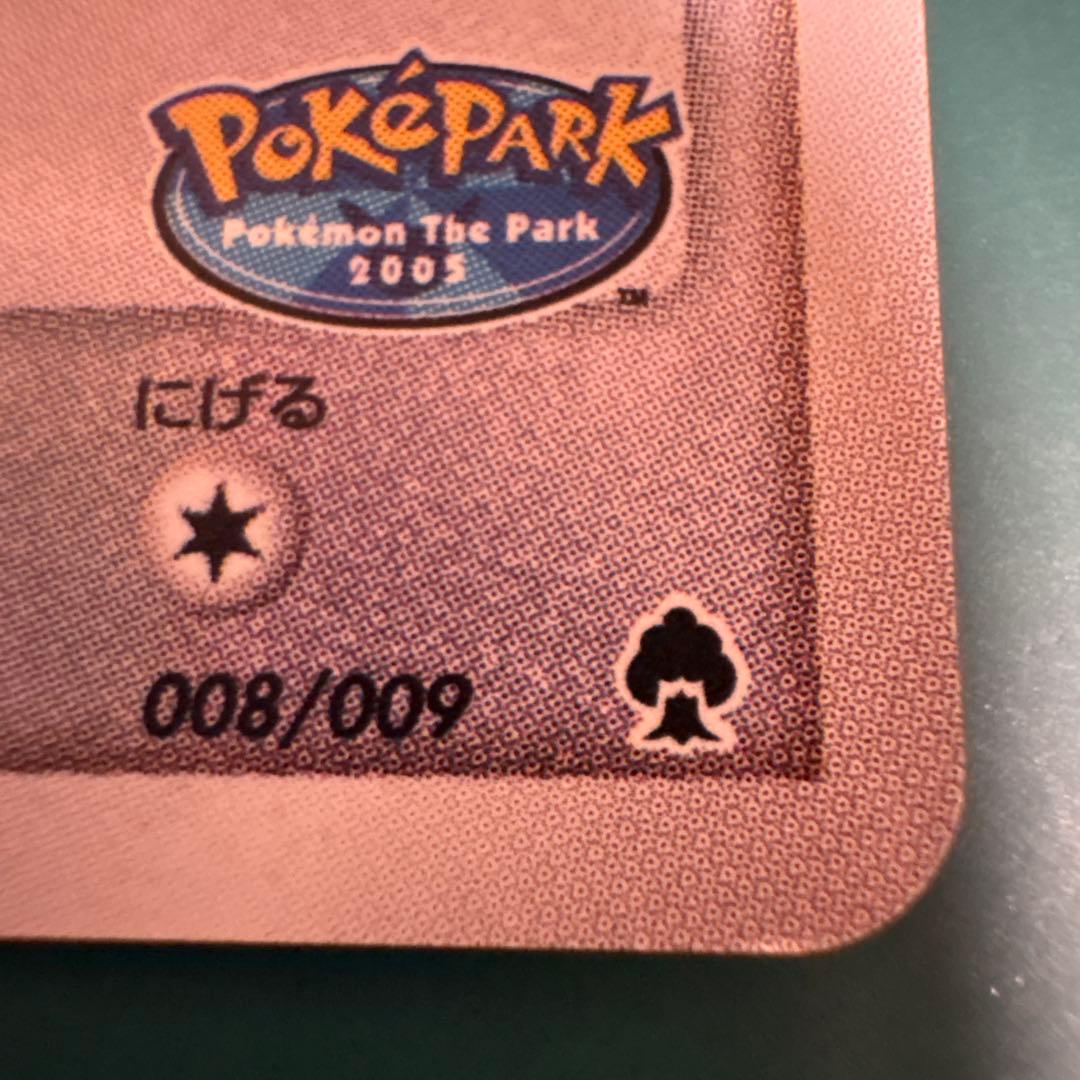 PokéPARK
Pokémon The Park
2005
TM
にげる
008/009